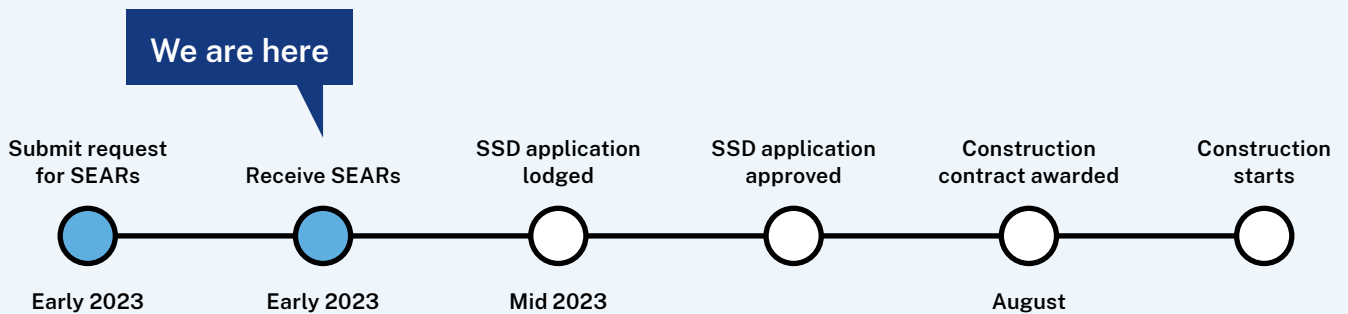 We are here
Submit request
for SEARs
Receive SEARs
SSD application
lodged
SSD application
approved
Construction
contract awarded
Construction
starts
Early 2023
Early 2023
Mid 2023
August